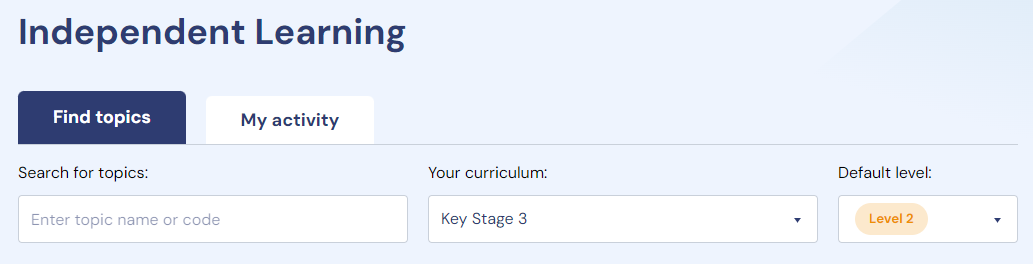 Independent Learning
Find topics
My activity
Search for topics:
Your curriculum:
Default level:
Enter topic name or code
Key Stage 3
Level 2